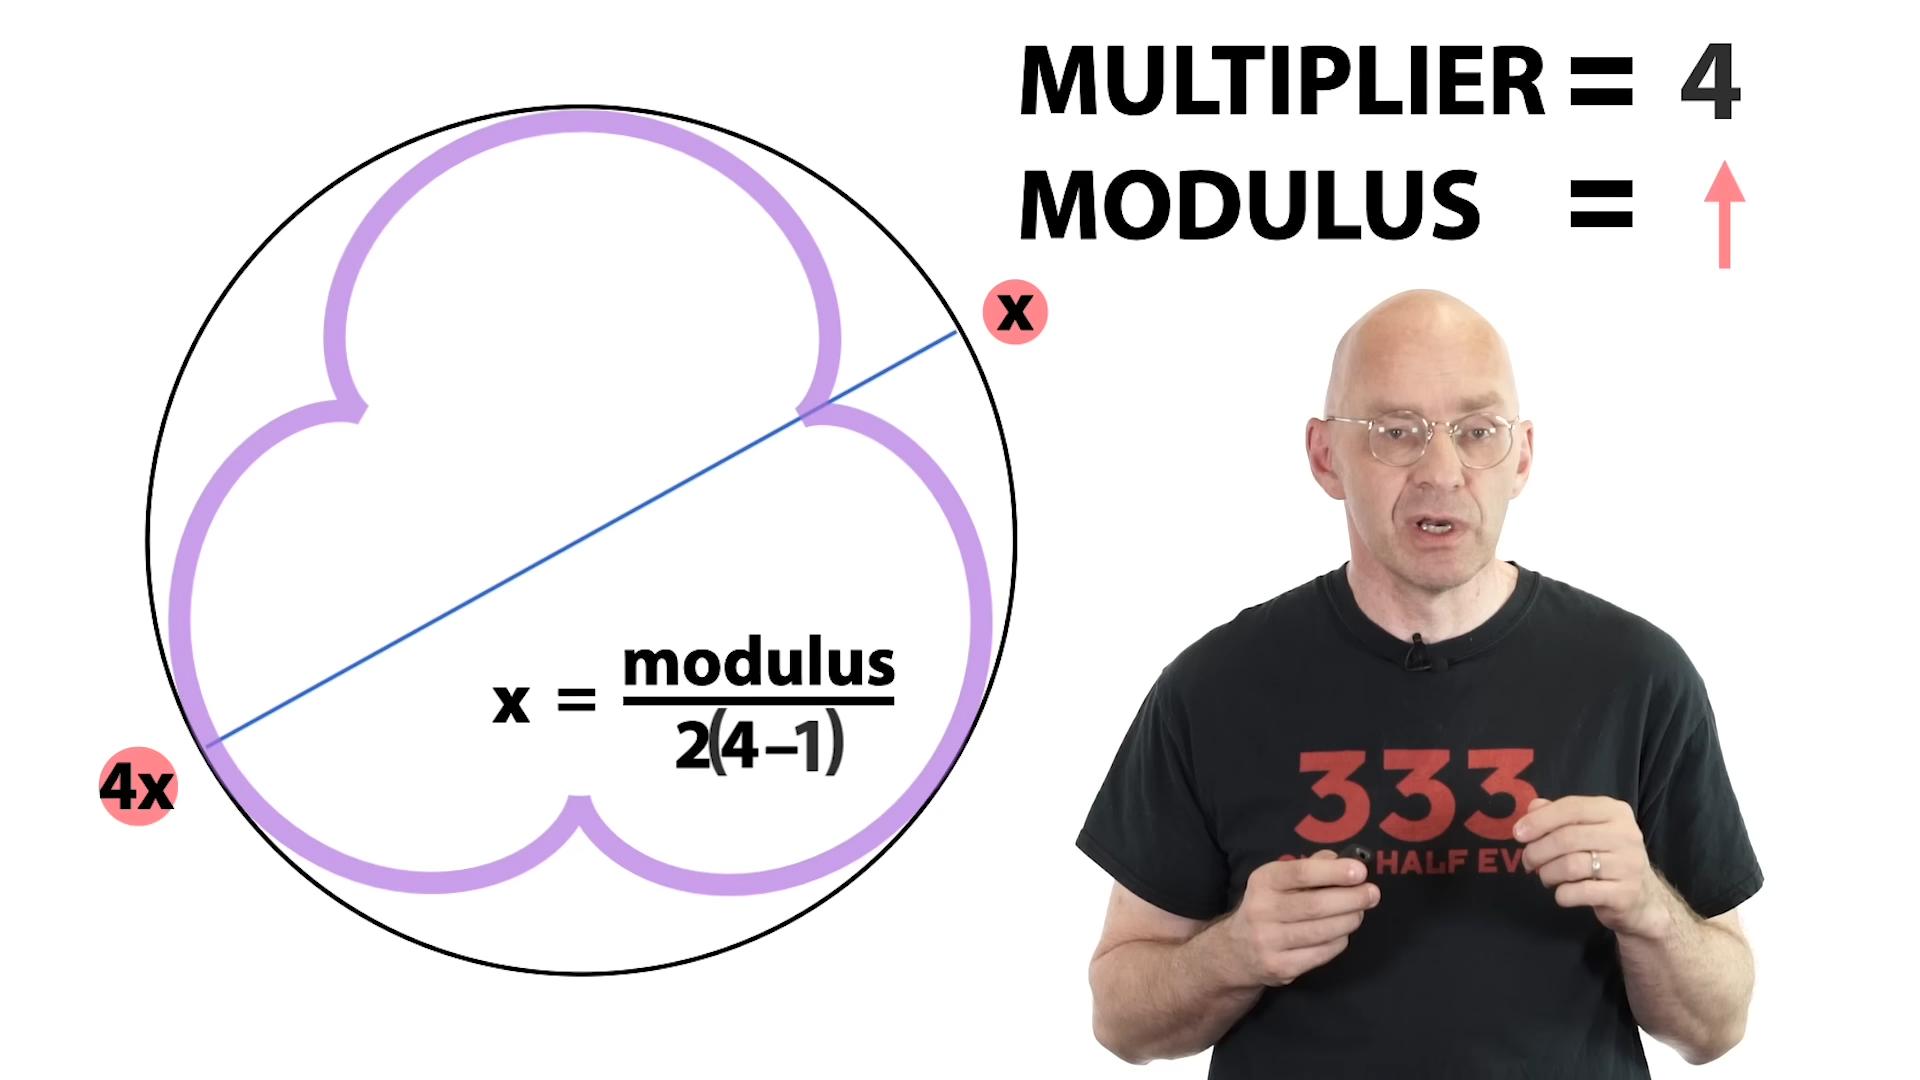 MULTIPLIER = 4
MODULUS =
x
x = modulus / 2(4-1)
4x
333
HALF